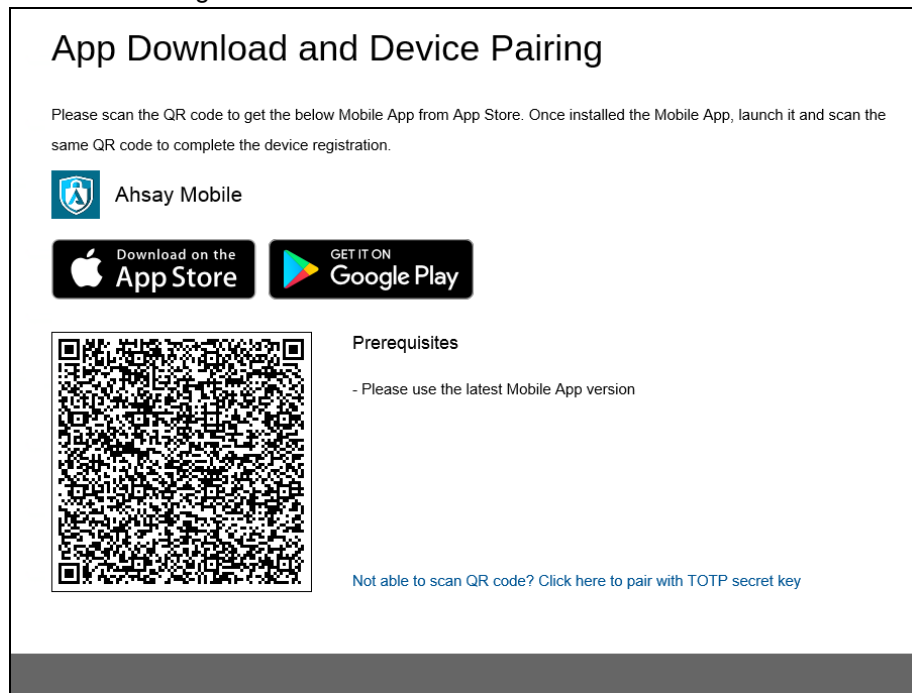 App Download and Device Pairing
Please scan the QR code to get the below Mobile App from App Store. Once installed the Mobile App, launch it and scan the
same QR code to complete the device registration.
Ahsay Mobile
Download on the
App Store
GET IT ON
Google Play
Prerequisites
- Please use the latest Mobile App version
Not able to scan QR code? Click here to pair with TOTP secret key